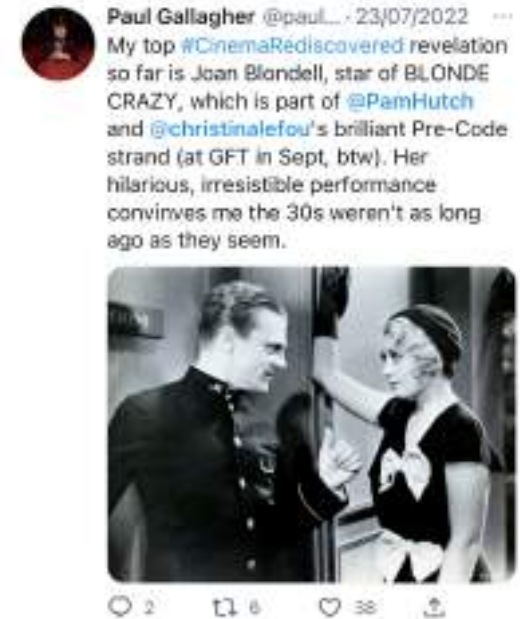 Paul Gallagher @paul... · 23/07/2022 ...
My top #CinemaRediscovered revelation
so far is Joan Blondell, star of BLONDE
CRAZY, which is part of @PamHutch
and @christinalefou's brilliant Pre-Code
strand (at GFT in Sept, btw). Her
hilarious, irresistible performance
convinves me the 30s weren't as long
ago as they seem.
2 6 38